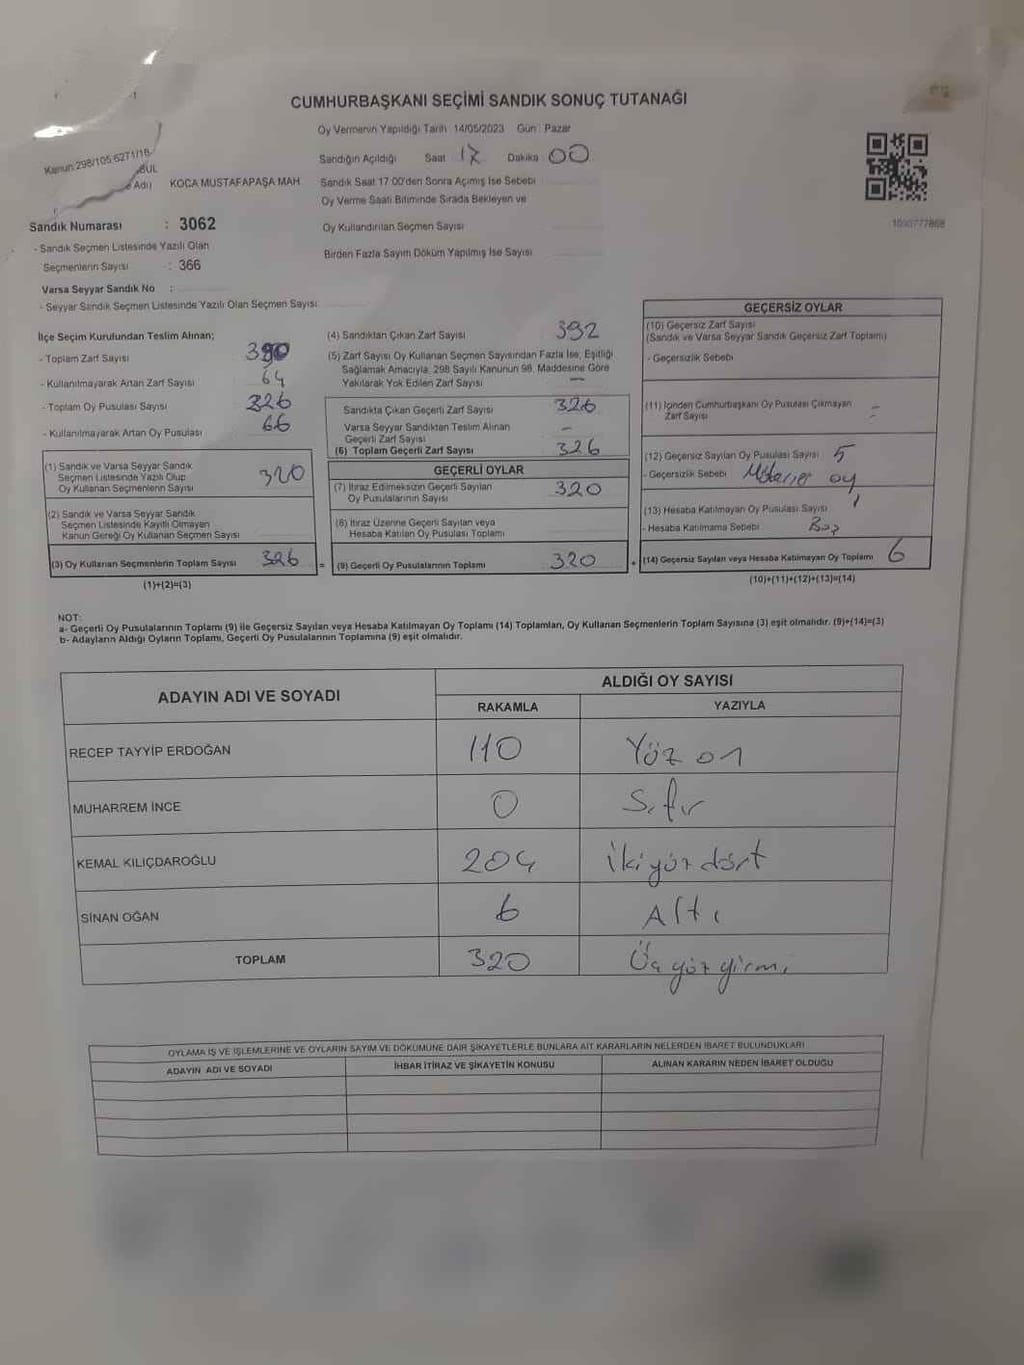 CUMHURBAŞKANI SEÇİMİ SANDIK SONUÇ TUTANAĞI
Oy Vermenin Yapıldığı Tarih 14/05/2023 Gün : Pazar
Kanun:298/105,6271/18
BUL
Adı) KOCA MUSTAFAPAŞA MAH
Sandık Numarası : 3062
- Sandık Seçmen Listesinde Yazılı Olan
Seçmenlerin Sayısı : 366
Varsa Seyyar Sandık No :
- Seyyar Sandık Seçmen Listesinde Yazılı Olan Seçmen Sayısı:
Sandığın Açıldığı Saat 17 Dakika 00
Sandık Saat 17.00'den Sonra Açılmış İse Sebebi
Oy Verme Saati Bitiminde Sırada Bekleyen ve
Oy Kullandırılan Seçmen Sayısı
Birden Fazla Sayım Döküm Yapılmış İse Sayısı
1090777868
İlçe Seçim Kurulundan Teslim Alınan;
- Toplam Zarf Sayısı 390
- Kullanılmayarak Artan Zarf Sayısı 64
- Toplam Oy Pusulası Sayısı
- Kullanılmayarak Artan Oy Pusulası 66
(1) Sandık ve Varsa Seyyar Sandık
Seçmen Listesinde Yazılı Olup
Oy Kullanan Seçmenlerin Sayısı 320
(2) Sandık ve Varsa Seyyar Sandık
Seçmen Listesinde Kayıtlı Olmayan
Kanun Gereği Oy Kullanan Seçmen Sayısı
(3) Oy Kullanan Seçmenlerin Toplam Sayısı 326 =
(1)+(2)=(3)
(4) Sandıktan Çıkan Zarf Sayısı 392
(5) Zarf Sayısı Oy Kullanan Seçmen Sayısından Fazla İse, Eşitliği
Sağlamak Amacıyla, 298 Sayılı Kanunun 98. Maddesine Göre
Yakılarak Yok Edilen Zarf Sayısı —
Sandıkta Çıkan Geçerli Zarf Sayısı 326
Varsa Seyyar Sandıktan Teslim Alınan
Geçerli Zarf Sayısı -
(6) Toplam Geçerli Zarf Sayısı 326
GEÇERLİ OYLAR
(7) İtiraz Edilmeksizin Geçerli Sayılan
Oy Pusulalarının Sayısı 320
(8) İtiraz Üzerine Geçerli Sayılan veya
Hesaba Katılan Oy Pusulası Toplamı
(9) Geçerli Oy Pusulalarının Toplamı 320 +
GEÇERSİZ OYLAR
(10) Geçersiz Zarf Sayısı
(Sandık ve Varsa Seyyar Sandık Geçersiz Zarf Toplamı)
- Geçersizlik Sebebi
(11) İçinden Cumhurbaşkanı Oy Pusulası Çıkmayan
Zarf Sayısı
(12) Geçersiz Sayılan Oy Pusulası Sayısı 5
- Geçersizlik Sebebi oy
(13) Hesaba Katılmayan Oy Pusulası Sayısı 1
- Hesaba Katılmama Sebebi Boş
(14) Geçersiz Sayılan veya Hesaba Katılmayan Oy Toplamı 6
(10)+(11)+(12)+(13)=(14)
NOT:
a- Geçerli Oy Pusulalarının Toplamı (9) ile Geçersiz Sayılan veya Hesaba Katılmayan Oy Toplamı (14) Toplamları, Oy Kullanan Seçmenlerin Toplam Sayısına (3) eşit olmalıdır. (9)+(14)=(3)
b- Adayların Aldığı Oyların Toplamı, Geçerli Oy Pusulalarının Toplamına (9) eşit olmalıdır.
ADAYIN ADI VE SOYADI ALDIĞI OY SAYISI
RAKAMLA YAZIYLA
RECEP TAYYİP ERDOĞAN 110 Yüz on
MUHARREM İNCE 0 Sıfır
KEMAL KILIÇDAROĞLU 204 İkiyüz dört
SİNAN OĞAN 6 Altı
TOPLAM 320 Üç yüz yirmi
OYLAMA İŞ VE İŞLEMLERİNE VE OYLARIN SAYIM VE DÖKÜMÜNE DAİR ŞİKAYETLERLE BUNLARA AİT KARARLARIN NELERDEN İBARET BULUNDUKLARI
ADAYIN ADI VE SOYADI İHBAR İTİRAZ VE ŞİKAYETİN KONUSU ALINAN KARARIN NEDEN İBARET OLDUĞU